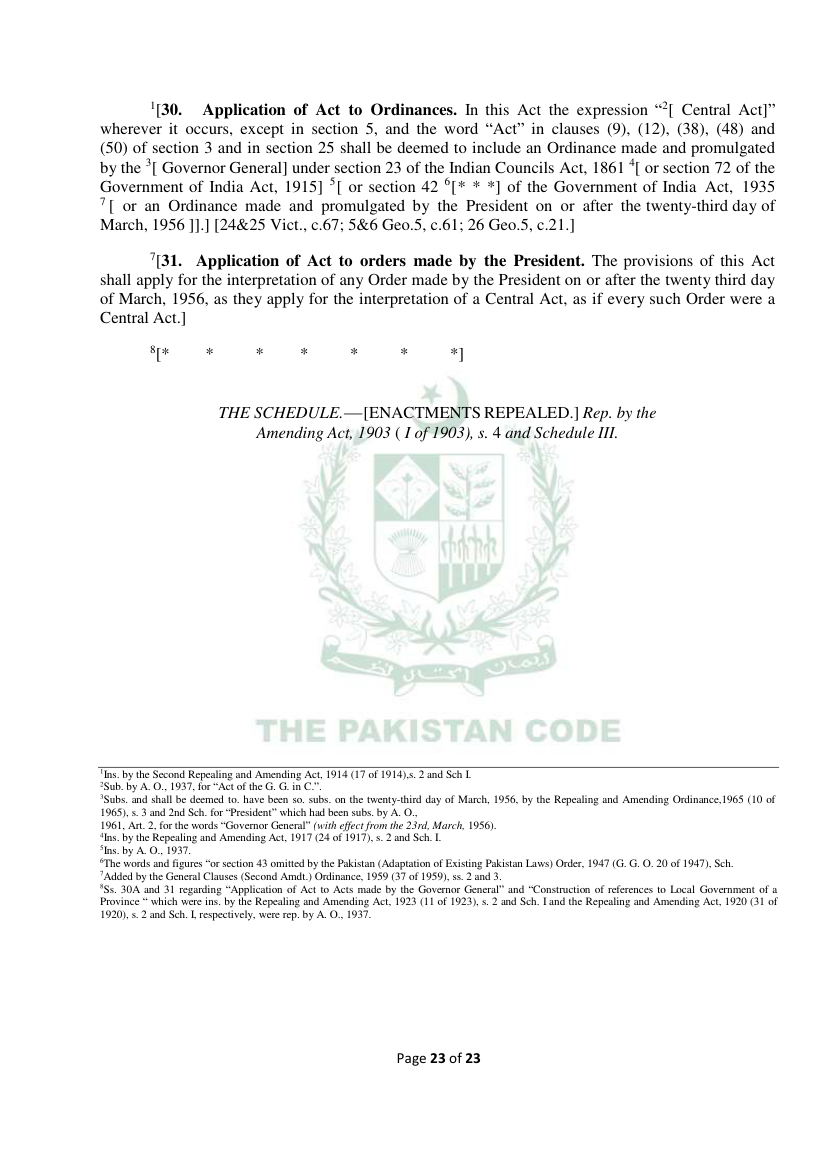 ¹[30. Application of Act to Ordinances. In this Act the expression “²[ Central Act]”
wherever it occurs, except in section 5, and the word “Act” in clauses (9), (12), (38), (48) and
(50) of section 3 and in section 25 shall be deemed to include an Ordinance made and promulgated
by the ³[ Governor General] under section 23 of the Indian Councils Act, 1861 ⁴[ or section 72 of the
Government of India Act, 1915] ⁵[ or section 42 ⁶[* * *] of the Government of India Act, 1935
⁷ [ or an Ordinance made and promulgated by the President on or after the twenty-third day of
March, 1956 ]].] [24&25 Vict., c.67; 5&6 Geo.5, c.61; 26 Geo.5, c.21.]
⁷[31. Application of Act to orders made by the President. The provisions of this Act
shall apply for the interpretation of any Order made by the President on or after the twenty third day
of March, 1956, as they apply for the interpretation of a Central Act, as if every such Order were a
Central Act.]
⁸[* * * * * * *]
THE SCHEDULE.—[ENACTMENTS REPEALED.] Rep. by the
Amending Act, 1903 ( I of 1903), s. 4 and Schedule III.
THE PAKISTAN CODE
¹Ins. by the Second Repealing and Amending Act, 1914 (17 of 1914),s. 2 and Sch I.
²Sub. by A. O., 1937, for “Act of the G. G. in C.”.
³Subs. and shall be deemed to. have been so. subs. on the twenty-third day of March, 1956, by the Repealing and Amending Ordinance,1965 (10 of
1965), s. 3 and 2nd Sch. for “President” which had been subs. by A. O.,
1961, Art. 2, for the words “Governor General” (with effect from the 23rd, March, 1956).
⁴Ins. by the Repealing and Amending Act, 1917 (24 of 1917), s. 2 and Sch. I.
⁵Ins. by A. O., 1937.
⁶The words and figures “or section 43 omitted by the Pakistan (Adaptation of Existing Pakistan Laws) Order, 1947 (G. G. O. 20 of 1947), Sch.
⁷Added by the General Clauses (Second Amdt.) Ordinance, 1959 (37 of 1959), ss. 2 and 3.
⁸Ss. 30A and 31 regarding “Application of Act to Acts made by the Governor General” and “Construction of references to Local Government of a
Province “ which were ins. by the Repealing and Amending Act, 1923 (11 of 1923), s. 2 and Sch. I and the Repealing and Amending Act, 1920 (31 of
1920), s. 2 and Sch. I, respectively, were rep. by A. O., 1937.
Page 23 of 23